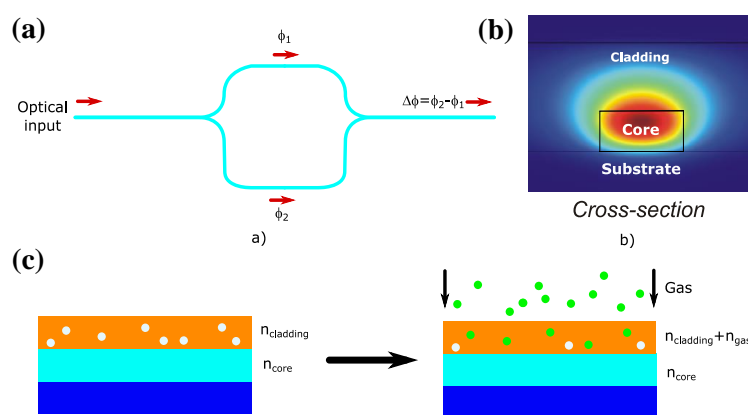 (a)
ϕ1
(b)
Cladding
Optical
input
Δϕ=ϕ2-ϕ1
Core
Substrate
ϕ2
Cross-section
a)
b)
(c)
Gas
ncladding
ncladding+ngas
ncore
ncore